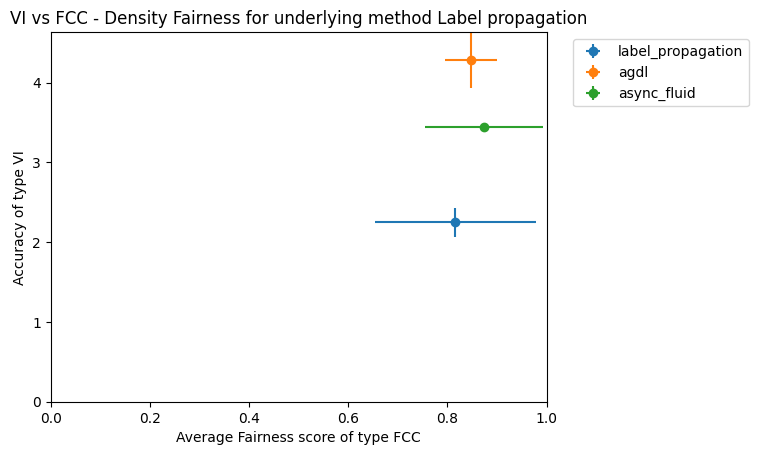 VI vs FCC - Density Fairness for underlying method Label propagation
label_propagation
agdl
async_fluid
Accuracy of type VI
4
3
2
1
0
0.0 0.2 0.4 0.6 0.8 1.0
Average Fairness score of type FCC